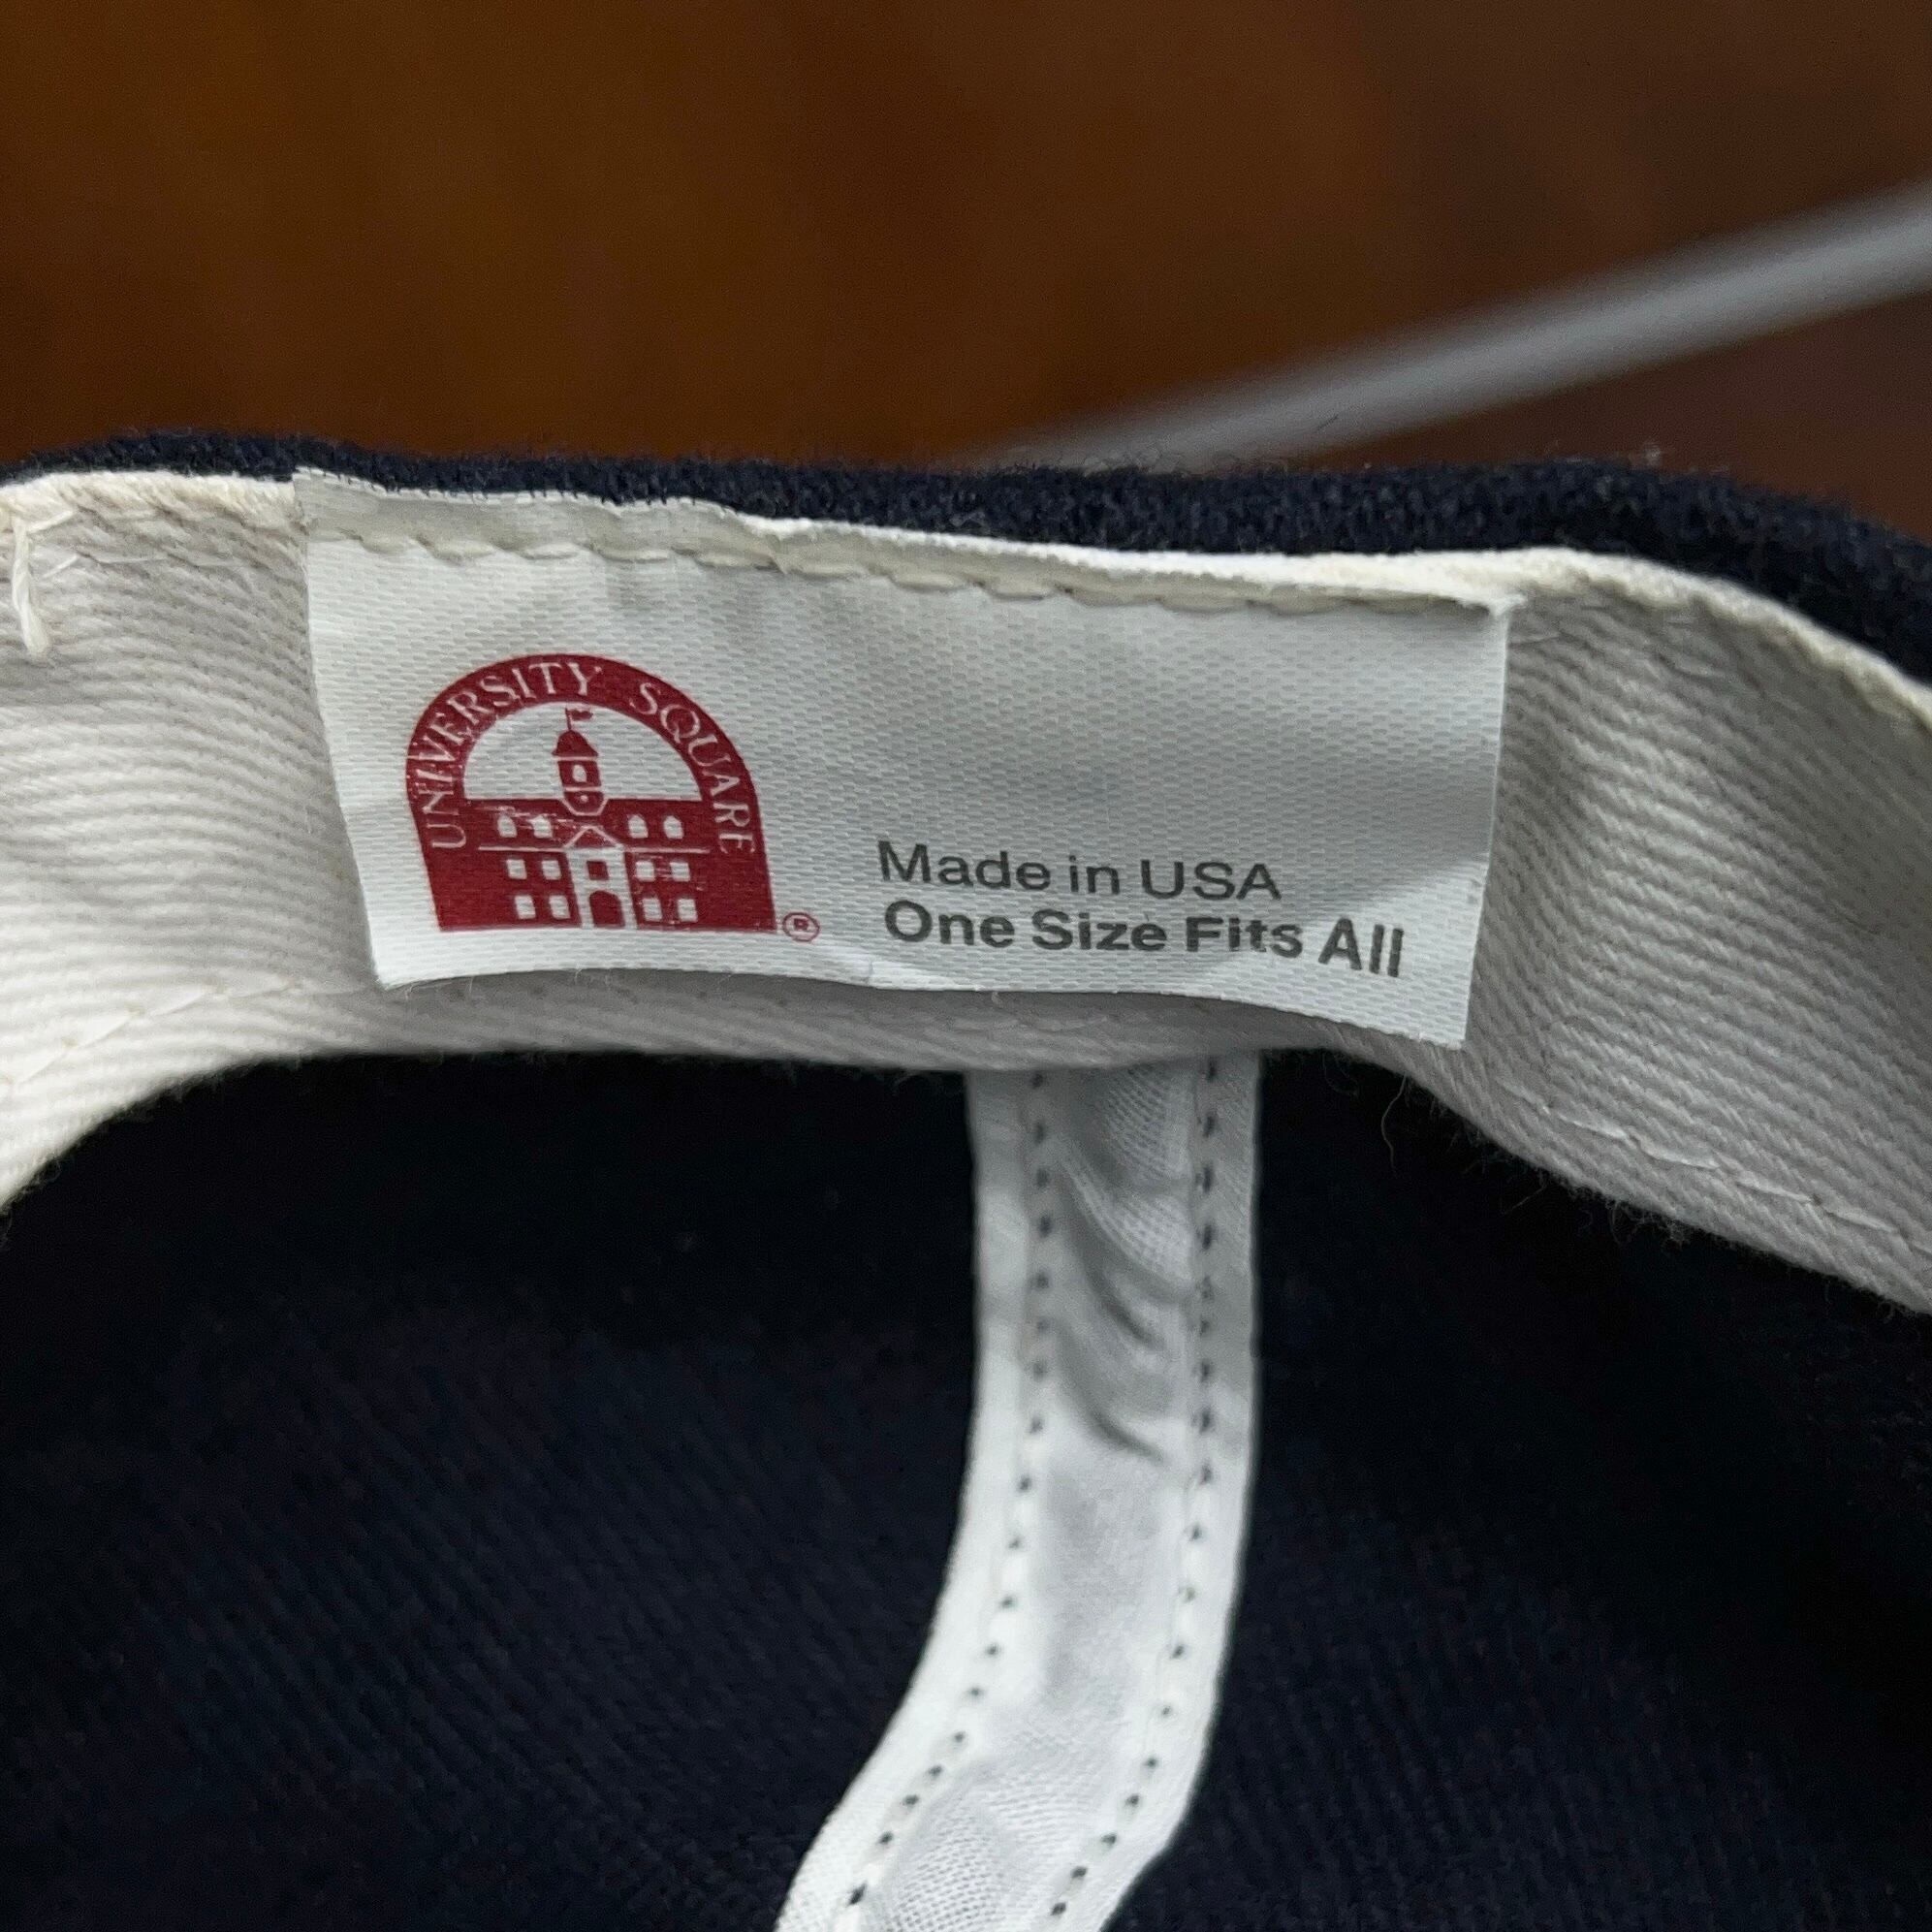 UNIVERSITY SQUARE
®
Made in USA
One Size Fits All